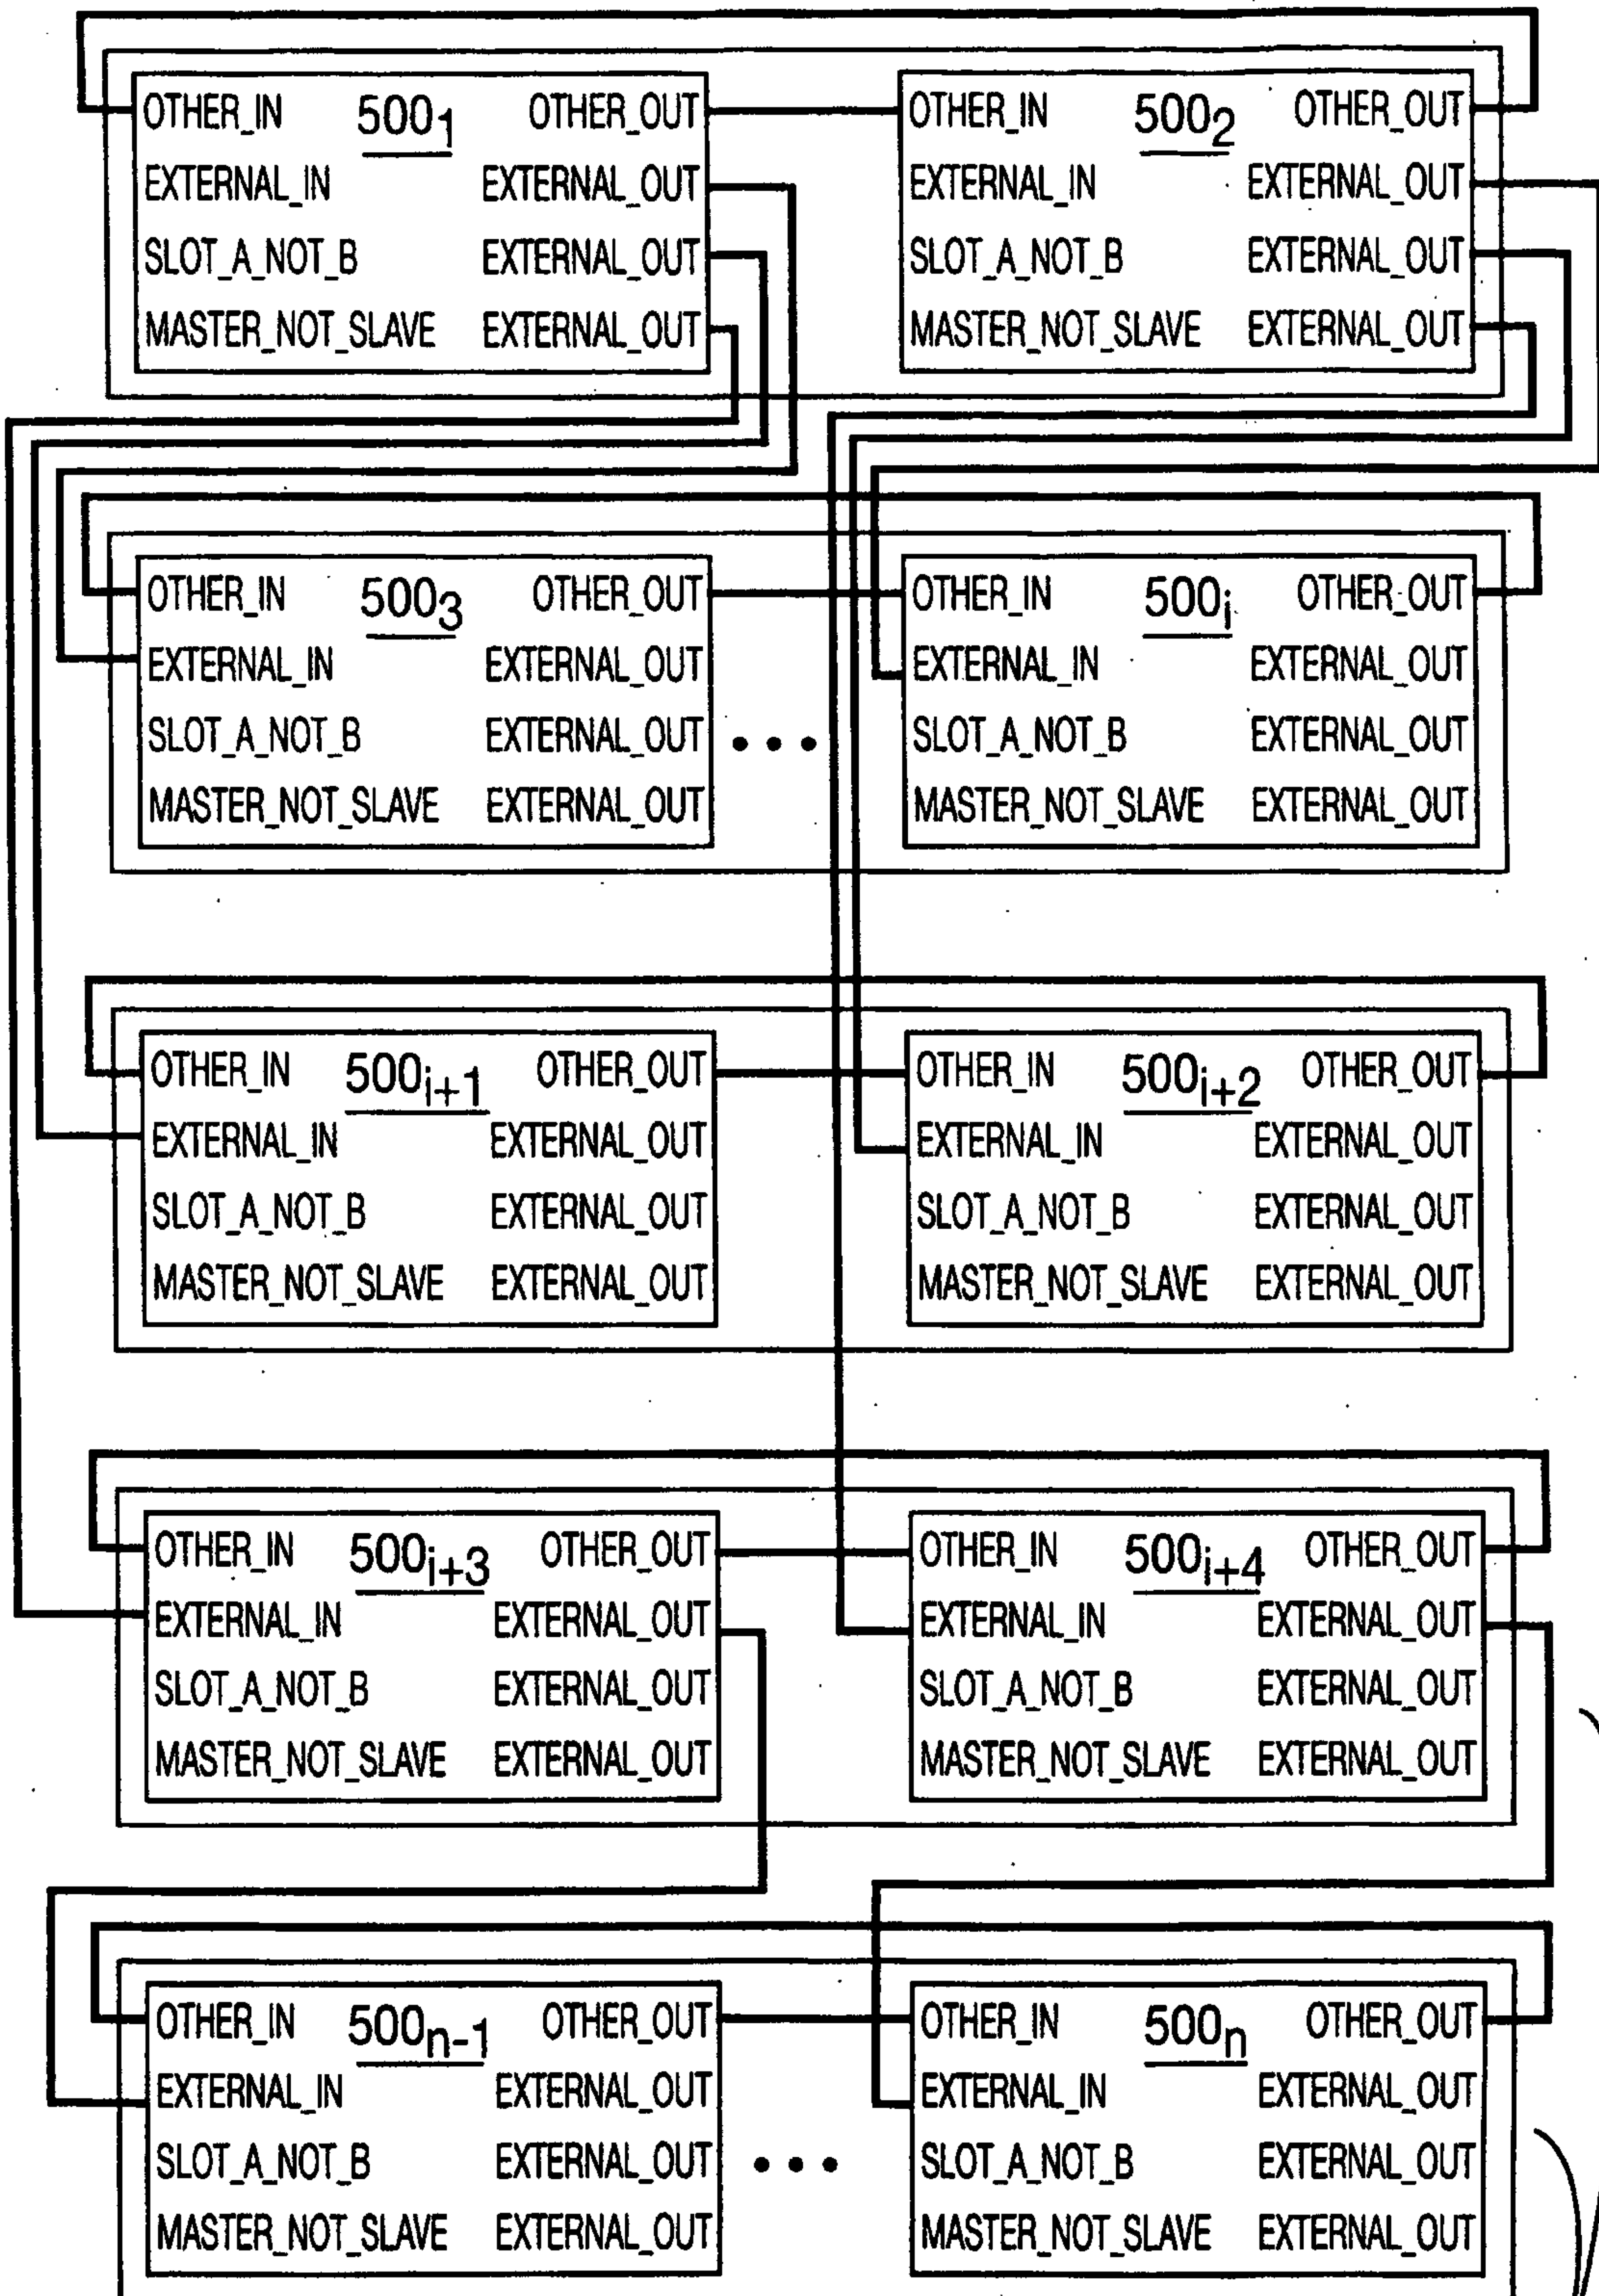 OTHER_IN 500₁ OTHER_OUT
EXTERNAL_IN EXTERNAL_OUT
SLOT_A_NOT_B EXTERNAL_OUT
MASTER_NOT_SLAVE EXTERNAL_OUT
OTHER_IN 500₂ OTHER_OUT
EXTERNAL_IN EXTERNAL_OUT
SLOT_A_NOT_B EXTERNAL_OUT
MASTER_NOT_SLAVE EXTERNAL_OUT
OTHER_IN 500₃ OTHER_OUT
EXTERNAL_IN EXTERNAL_OUT
SLOT_A_NOT_B EXTERNAL_OUT
MASTER_NOT_SLAVE EXTERNAL_OUT
• • •
OTHER_IN 500ᵢ OTHER_OUT
EXTERNAL_IN EXTERNAL_OUT
SLOT_A_NOT_B EXTERNAL_OUT
MASTER_NOT_SLAVE EXTERNAL_OUT
OTHER_IN 500ᵢ₊₁ OTHER_OUT
EXTERNAL_IN EXTERNAL_OUT
SLOT_A_NOT_B EXTERNAL_OUT
MASTER_NOT_SLAVE EXTERNAL_OUT
OTHER_IN 500ᵢ₊₂ OTHER_OUT
EXTERNAL_IN EXTERNAL_OUT
SLOT_A_NOT_B EXTERNAL_OUT
MASTER_NOT_SLAVE EXTERNAL_OUT
OTHER_IN 500ᵢ₊₃ OTHER_OUT
EXTERNAL_IN EXTERNAL_OUT
SLOT_A_NOT_B EXTERNAL_OUT
MASTER_NOT_SLAVE EXTERNAL_OUT
OTHER_IN 500ᵢ₊₄ OTHER_OUT
EXTERNAL_IN EXTERNAL_OUT
SLOT_A_NOT_B EXTERNAL_OUT
MASTER_NOT_SLAVE EXTERNAL_OUT
OTHER_IN 500ₙ₋₁ OTHER_OUT
EXTERNAL_IN EXTERNAL_OUT
SLOT_A_NOT_B EXTERNAL_OUT
MASTER_NOT_SLAVE EXTERNAL_OUT
• • •
OTHER_IN 500ₙ OTHER_OUT
EXTERNAL_IN EXTERNAL_OUT
SLOT_A_NOT_B EXTERNAL_OUT
MASTER_NOT_SLAVE EXTERNAL_OUT